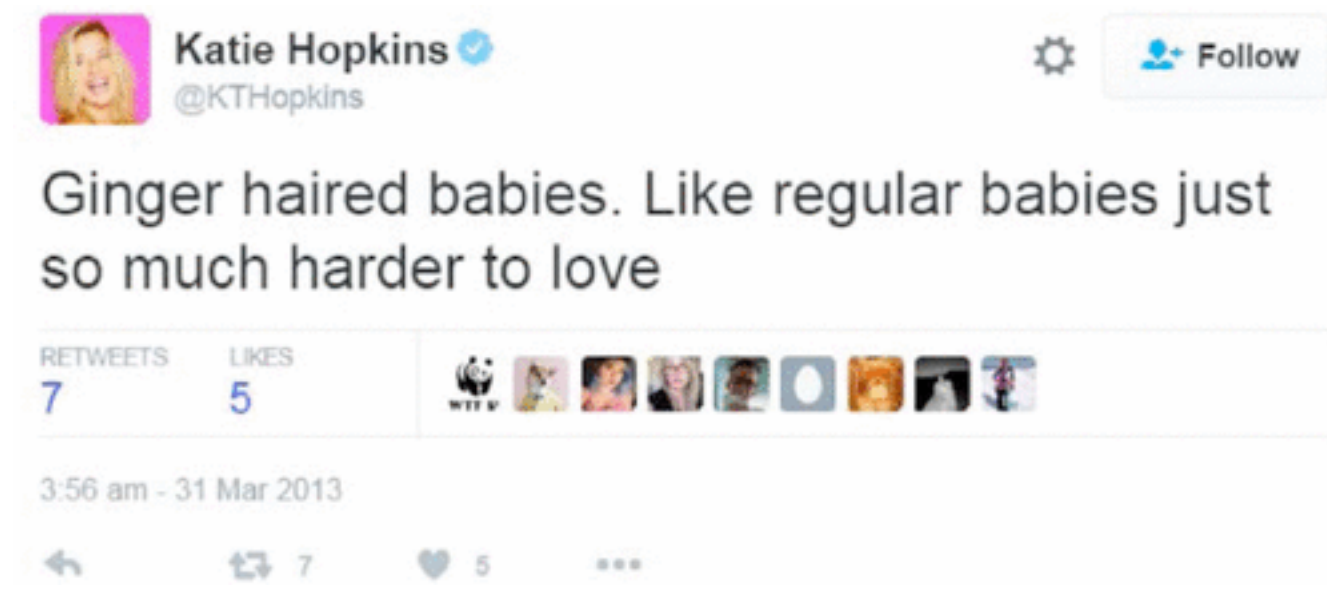 Katie Hopkins
@KTHopkins
Follow
Ginger haired babies. Like regular babies just
so much harder to love
RETWEETS LIKES
7 5
3:56 am - 31 Mar 2013
7 5